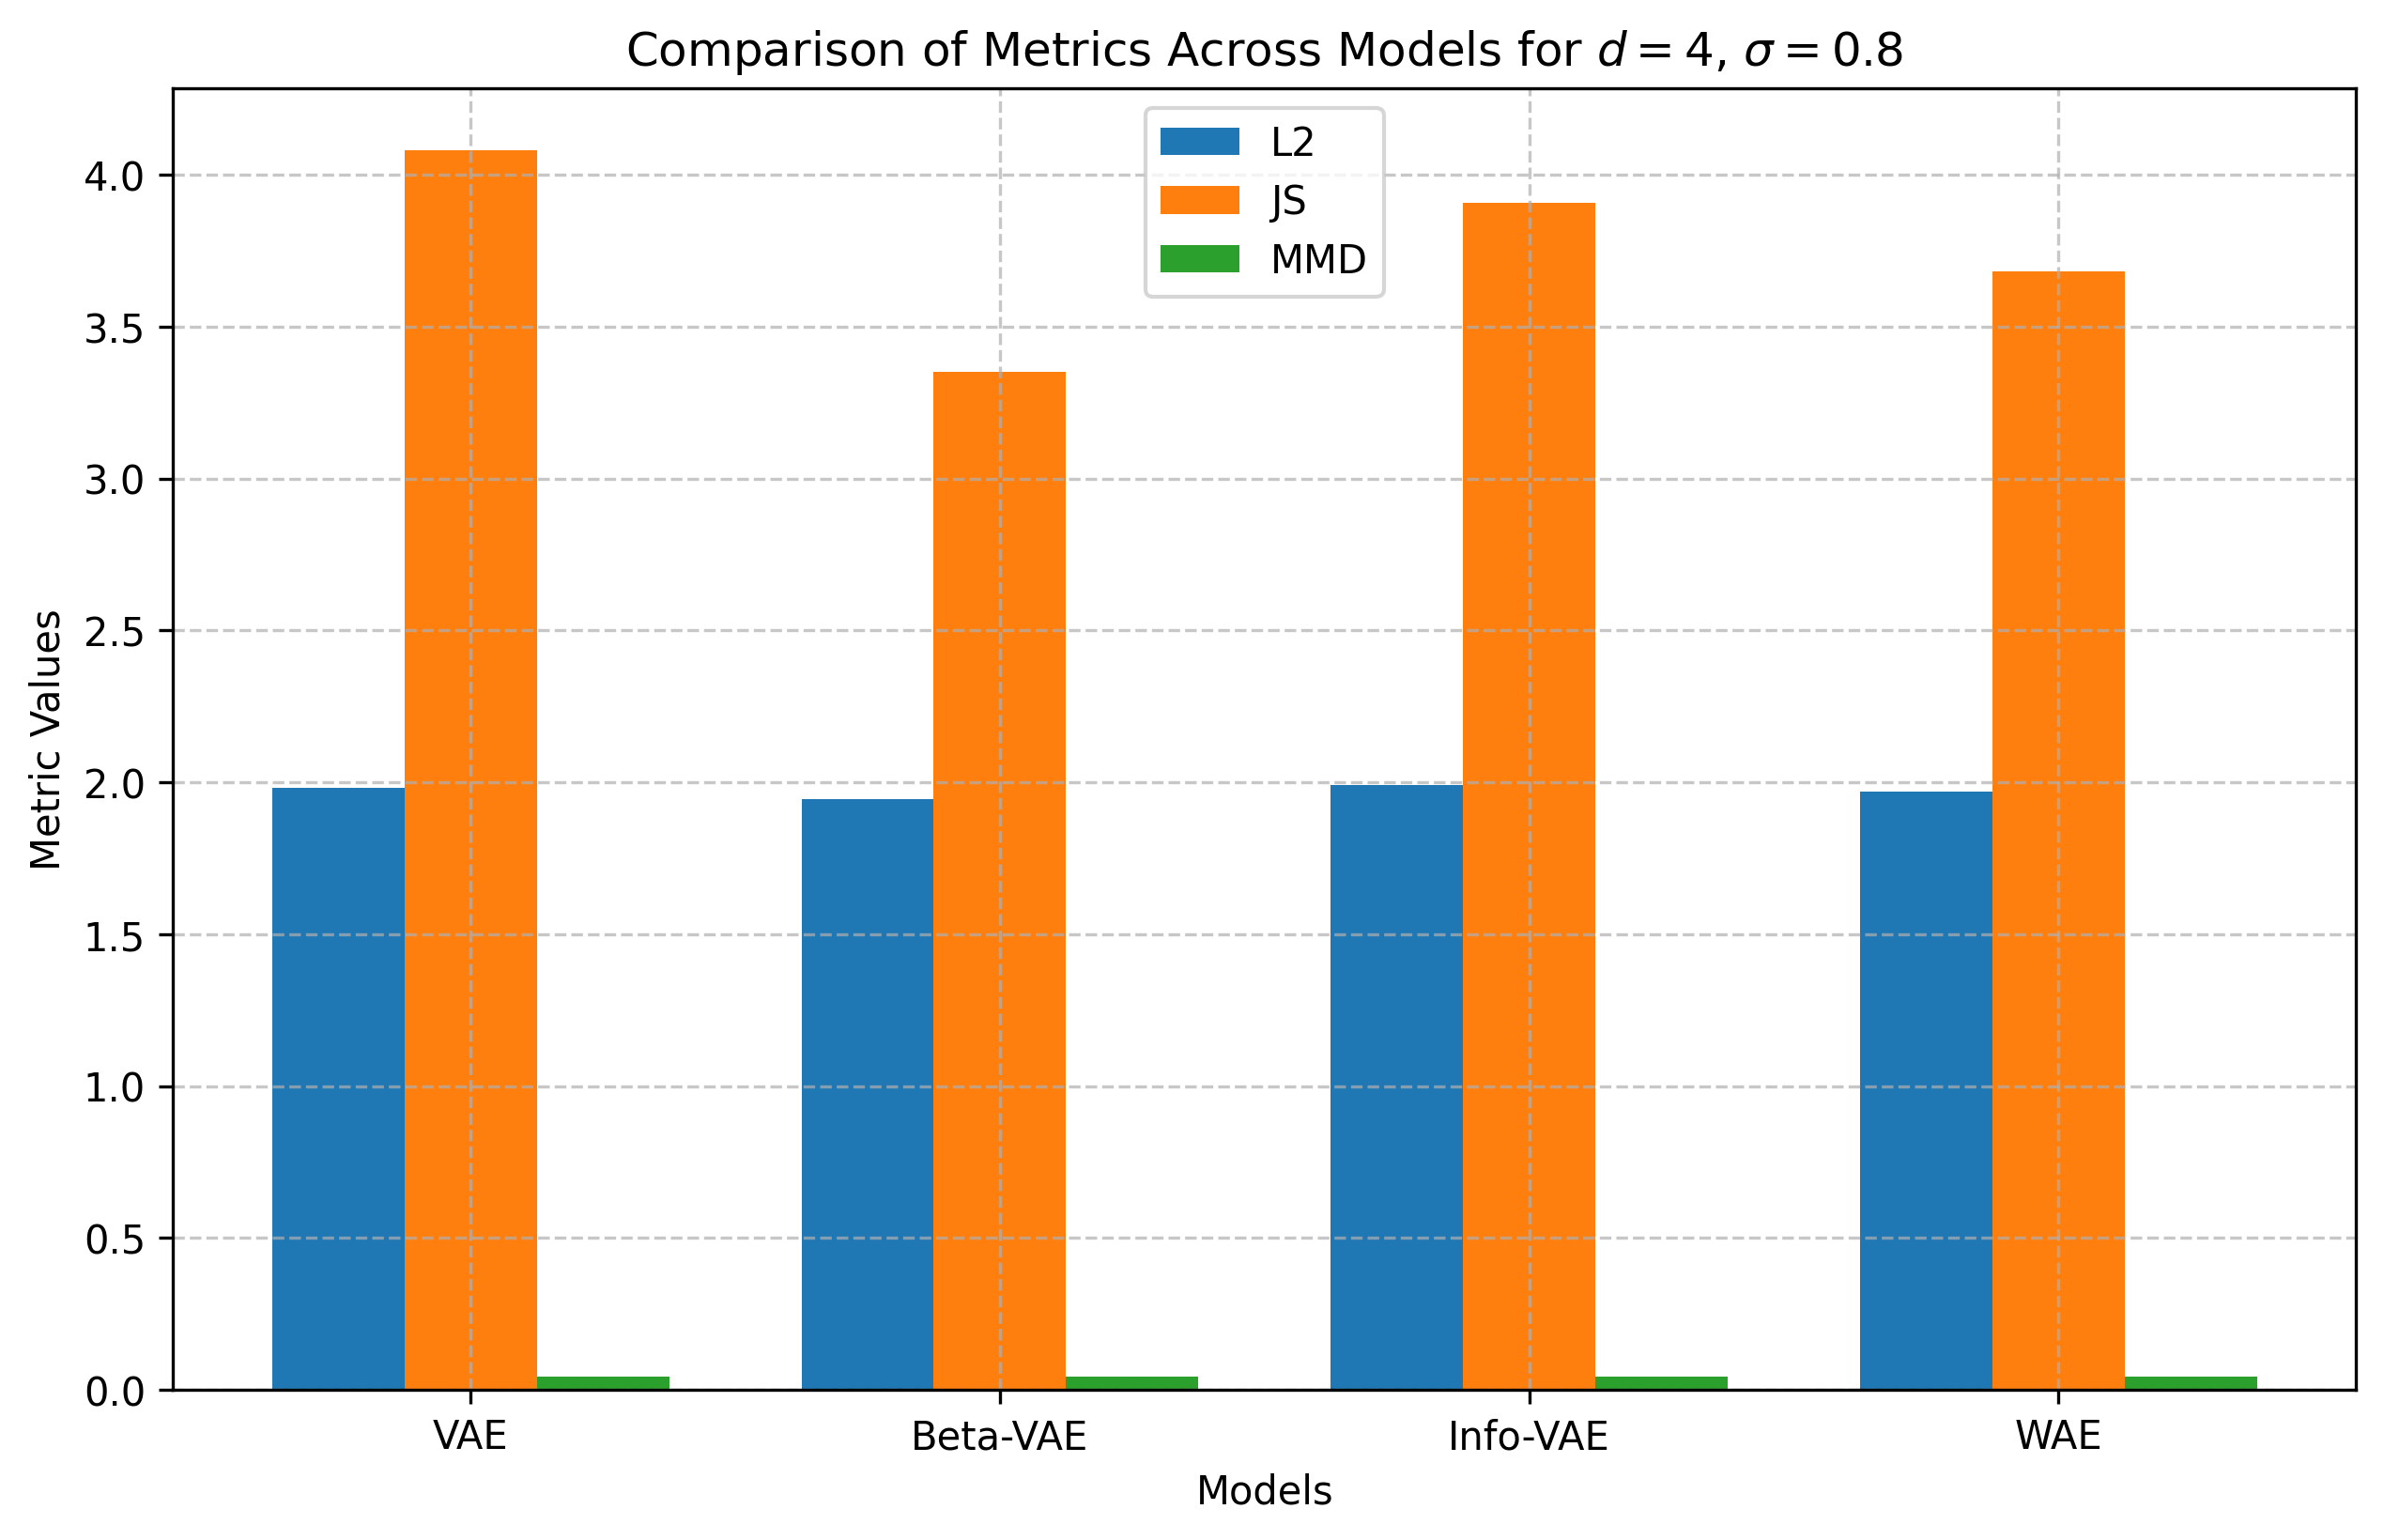 Comparison of Metrics Across Models for d = 4, σ = 0.8
L2
JS
MMD
4.0
3.5
3.0
2.5
2.0
1.5
1.0
0.5
0.0
Metric Values
VAE
Beta-VAE
Info-VAE
WAE
Models